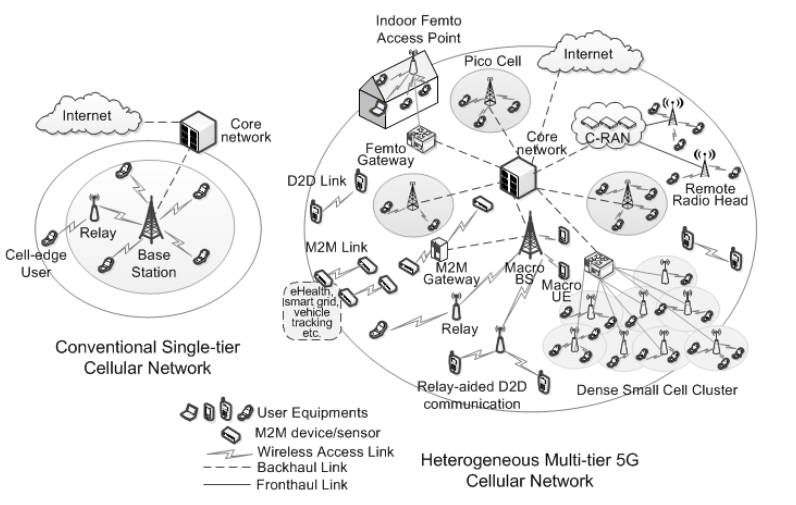 Internet
Core
network
Relay
Base
Station
Cell-edge
User
Conventional Single-tier
Cellular Network
Indoor Femto
Access Point
Pico Cell
Internet
C-RAN
Femto
Gateway
Core
network
Remote
Radio Head
D2D Link
M2M Link
M2M
Gateway
Macro
BS
Macro
UE
eHealth,
smart grid,
vehicle
tracking
etc.
Relay
Relay-aided D2D
communication
Dense Small Cell Cluster
Heterogeneous Multi-tier 5G
Cellular Network
User Equipments
M2M device/sensor
Wireless Access Link
Backhaul Link
Fronthaul Link